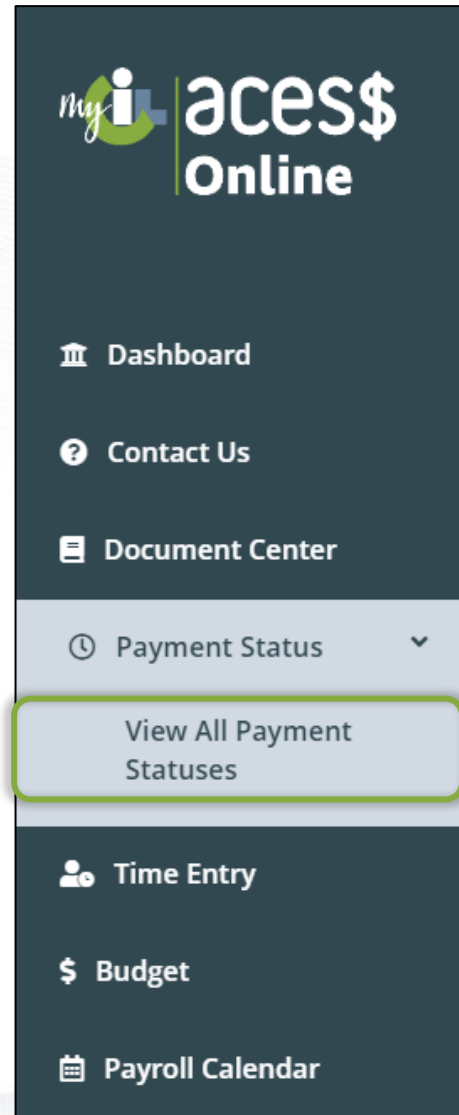 my iL aces$
Online
Dashboard
Contact Us
Document Center
Payment Status
View All Payment
Statuses
Time Entry
$ Budget
Payroll Calendar